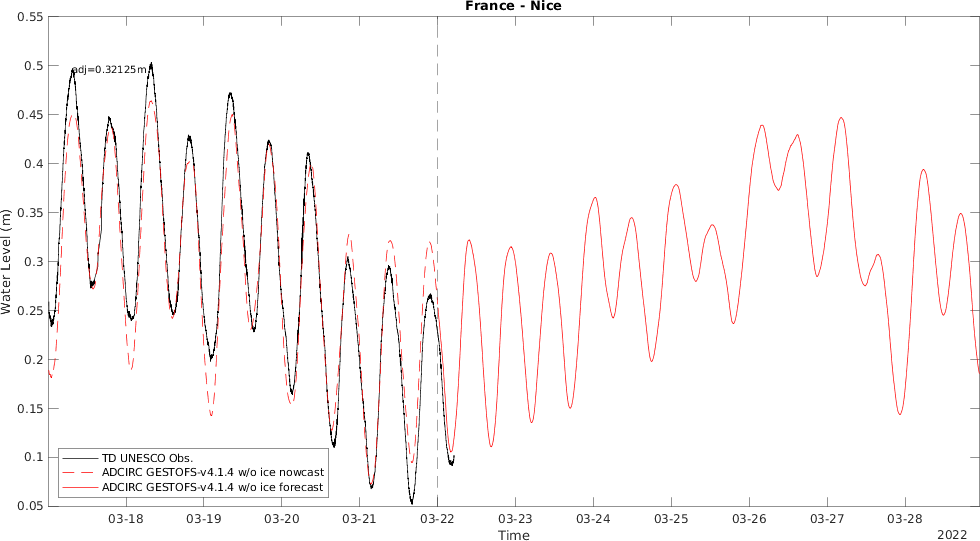 France - Nice
0.55
0.5
0.45
0.4
0.35
0.3
0.25
0.2
0.15
0.1
0.05
Water Level (m)
adj=0.32125m
TD UNESCO Obs.
ADCIRC GESTOFS-v4.1.4 w/o ice nowcast
ADCIRC GESTOFS-v4.1.4 w/o ice forecast
03-18 03-19 03-20 03-21 03-22 03-23 03-24 03-25 03-26 03-27 03-28
Time
2022